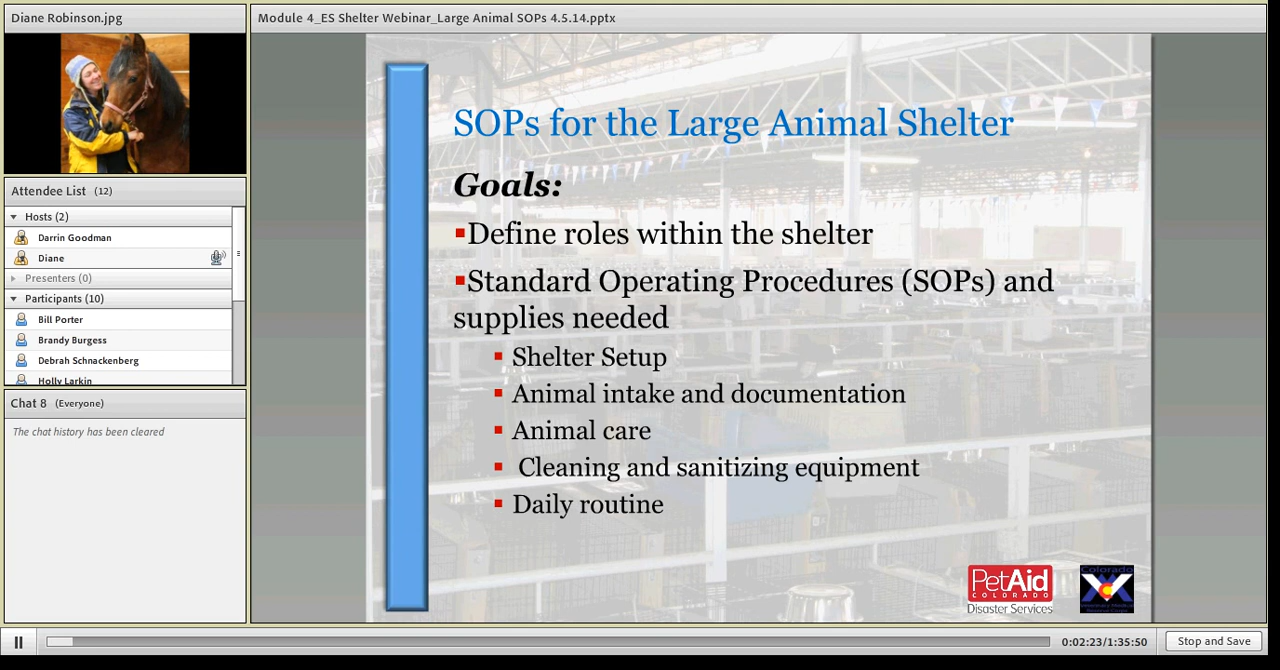 Diane Robinson.jpg
Module 4_ES Shelter Webinar_Large Animal SOPs 4.5.14.pptx
Attendee List (12)
Hosts (2)
Darrin Goodman
Diane
Presenters (0)
Participants (10)
Bill Porter
Brandy Burgess
Debrah Schnackenberg
Holly Larkin
Chat 8 (Everyone)
The chat history has been cleared
SOPs for the Large Animal Shelter
Goals:
Define roles within the shelter
Standard Operating Procedures (SOPs) and
supplies needed
Shelter Setup
Animal intake and documentation
Animal care
Cleaning and sanitizing equipment
Daily routine
PetAid
COLORADO
Disaster Services
Colorado
0:02:23/1:35:50
Stop and Save